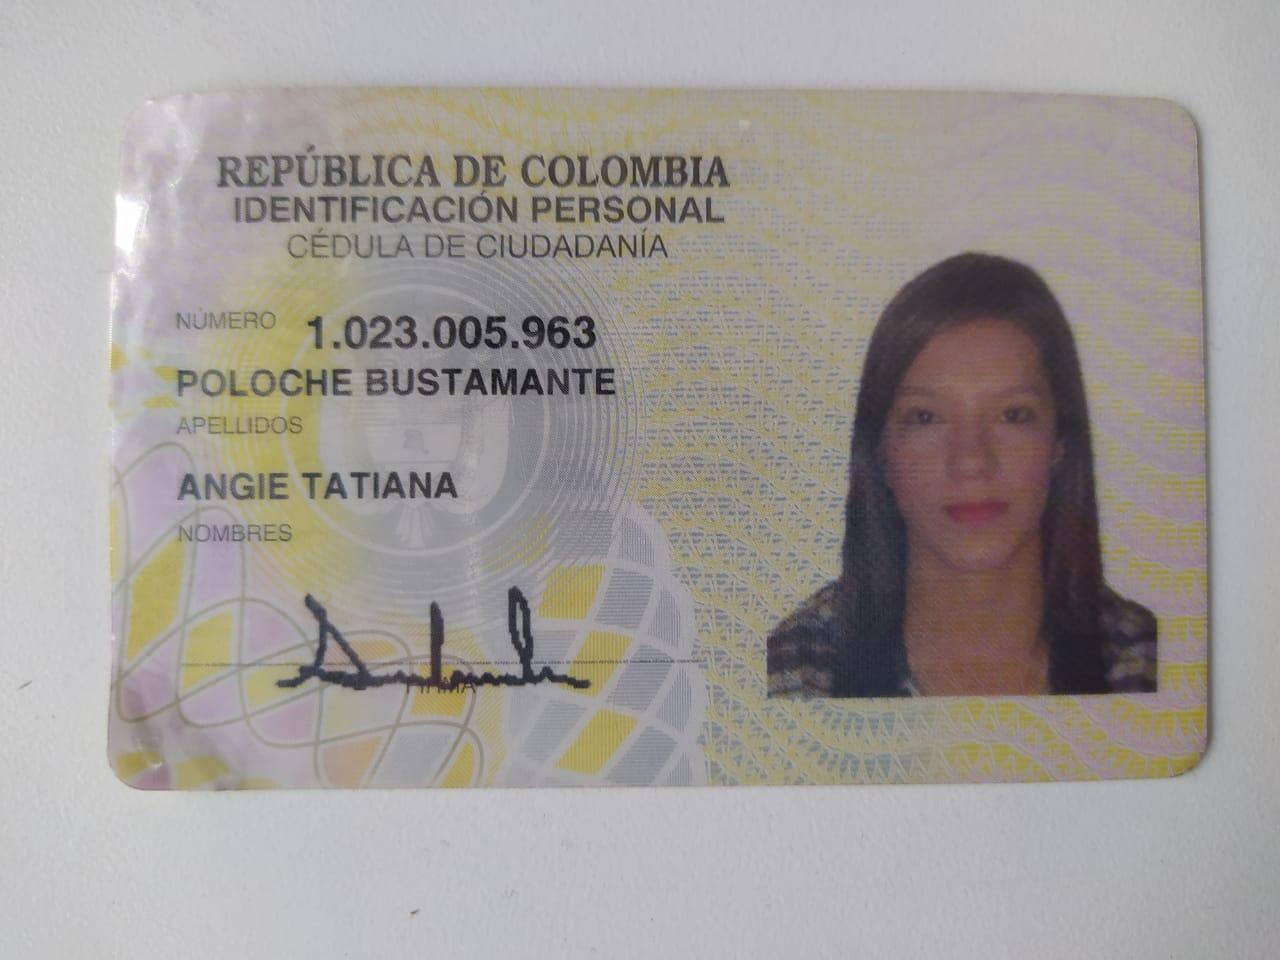 REPÚBLICA DE COLOMBIA
IDENTIFICACIÓN PERSONAL
CÉDULA DE CIUDADANÍA
NÚMERO 1.023.005.963
POLOCHE BUSTAMANTE
APELLIDOS
ANGIE TATIANA
NOMBRES
FIRMA